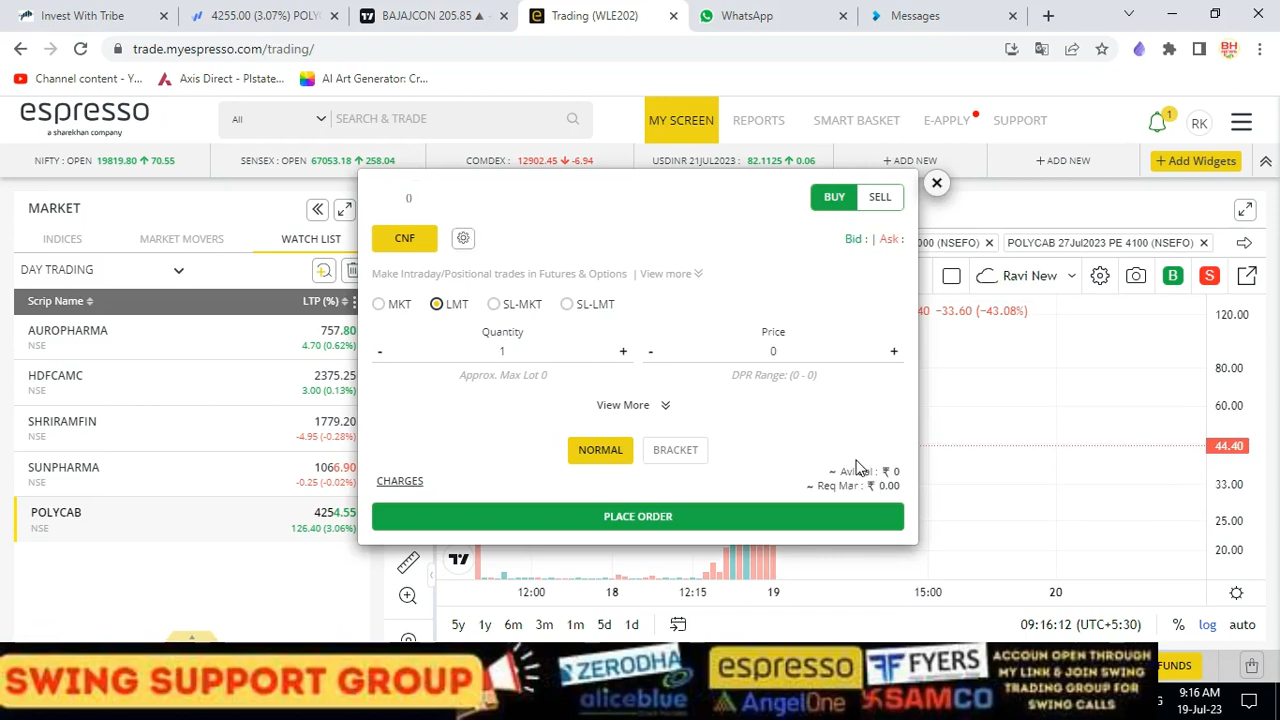 Invest With Tribe
4255.00 (3.07%) POLYC
BAJAJCON 205.85 ▲
Trading (WLE202)
WhatsApp
Messages
trade.myespresso.com/trading/
Channel content - Y...
Axis Direct - Plstate...
AI Art Generator: Cr...
espresso
a sharekhan company
All
SEARCH & TRADE
MY SCREEN
REPORTS
SMART BASKET
E-APPLY
SUPPORT
1
RK
NIFTY : OPEN 19819.80 ↑ 70.55
SENSEX : OPEN 67053.18 ↑ 258.04
COMDEX : 12902.45 ↓ -6.94
USDINR 21JUL2023 : 82.1125 ↑ 0.06
+ ADD NEW
+ ADD NEW
+ Add Widgets
MARKET
INDICES
MARKET MOVERS
WATCH LIST
DAY TRADING
Scrip Name
LTP (%)
AUROPHARMA
757.80
NSE
4.70 (0.62%)
HDFCAMC
2375.25
NSE
3.00 (0.13%)
SHRIRAMFIN
1779.20
NSE
-4.95 (-0.28%)
SUNPHARMA
1066.90
NSE
-0.25 (-0.02%)
POLYCAB
4254.55
NSE
126.40 (3.06%)
()
BUY
SELL
CNF
Bid : | Ask :
Make Intraday/Positional trades in Futures & Options | View more
MKT
LMT
SL-MKT
SL-LMT
Quantity
Price
- 1 +
- 0 +
Approx. Max Lot 0
DPR Range: (0 - 0)
View More
NORMAL
BRACKET
₹ 0
CHARGES
~ Req Mar : ₹ 0.00
PLACE ORDER
000 (NSEFO)
POLYCAB 27Jul2023 PE 4100 (NSEFO)
Ravi New
B
S
40 -33.60 (-43.08%)
120.00
80.00
60.00
44.40
33.00
25.00
20.00
12:00
18
12:15
19
15:00
20
5y
1y
6m
3m
1m
5d
1d
09:16:12 (UTC+5:30)
%
log
auto
SWING SUPPORT GROUP
ZERODHA
aliceblue
espresso
AngelOne
FYERS
SAMCO
ACCOUN OPEN THROUGH
MY LINK & JOIN SWING
TRADING GROUP FOR
SWING CALLS
FUNDS
9:16 AM
19-Jul-23